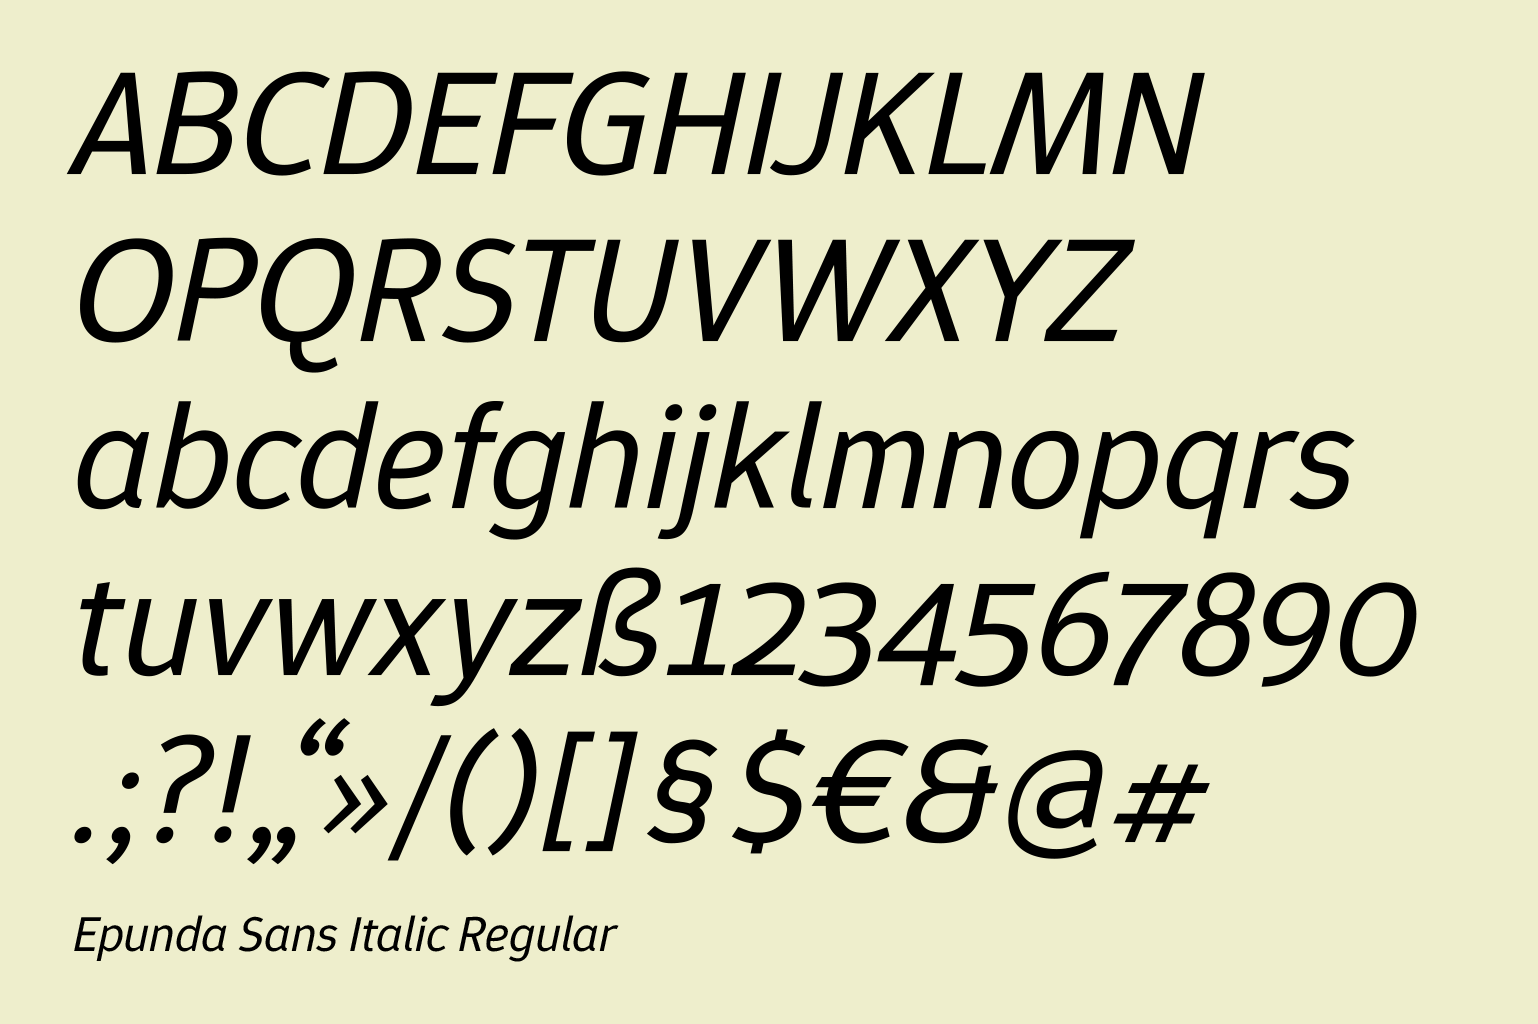 ABCDEFGHIJKLMN
OPQRSTUVWXYZ
abcdefghijklmnopqrs
tuvwxyzß1234567890
.;?!„“»/()[]§$€&@#
Epunda Sans Italic Regular